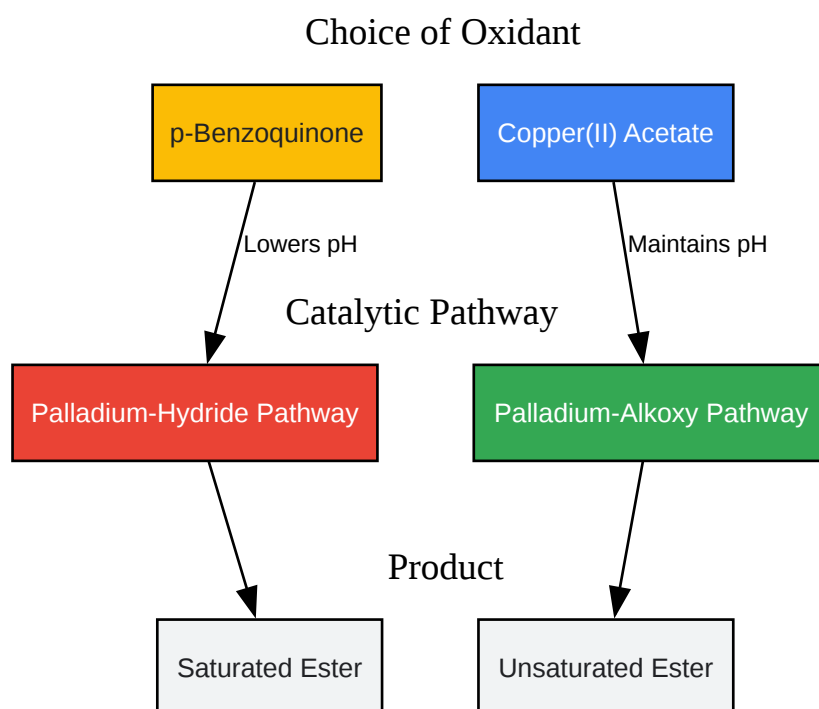 Choice of Oxidant
p-Benzoquinone
Copper(II) Acetate
Lowers pH
Maintains pH
Catalytic Pathway
Palladium-Hydride Pathway
Palladium-Alkoxy Pathway
Product
Saturated Ester
Unsaturated Ester